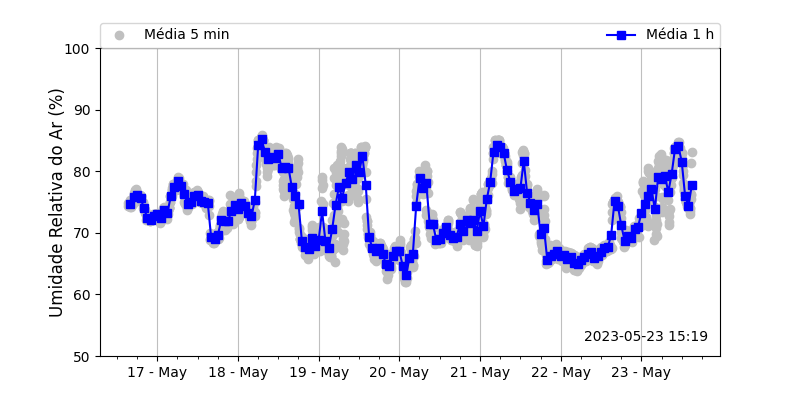 Média 5 min
Média 1 h
Umidade Relativa do Ar (%)
100
90
80
70
60
50
2023-05-23 15:19
17 - May
18 - May
19 - May
20 - May
21 - May
22 - May
23 - May